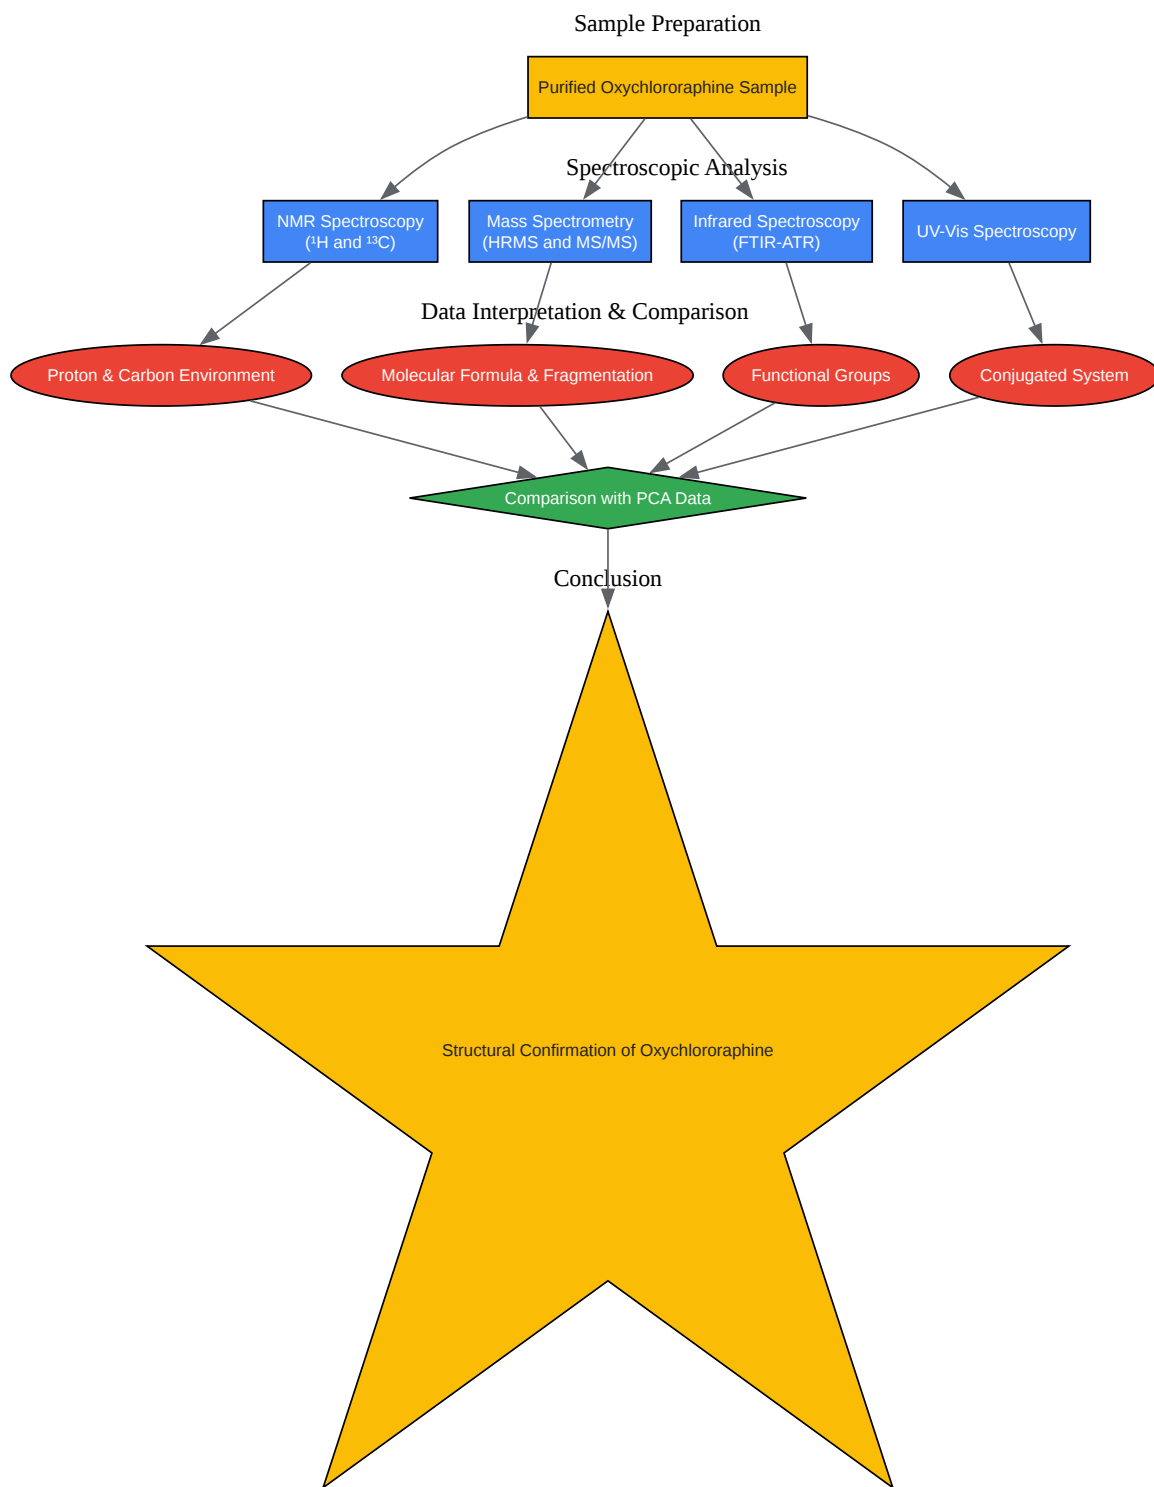 Sample Preparation
Purified Oxychlororaphine Sample
Spectroscopic Analysis
NMR Spectroscopy
(¹H and ¹³C)
Mass Spectrometry
(HRMS and MS/MS)
Infrared Spectroscopy
(FTIR-ATR)
UV-Vis Spectroscopy
Data Interpretation & Comparison
Proton & Carbon Environment
Molecular Formula & Fragmentation
Functional Groups
Conjugated System
Comparison with PCA Data
Conclusion
Structural Confirmation of Oxychlororaphine